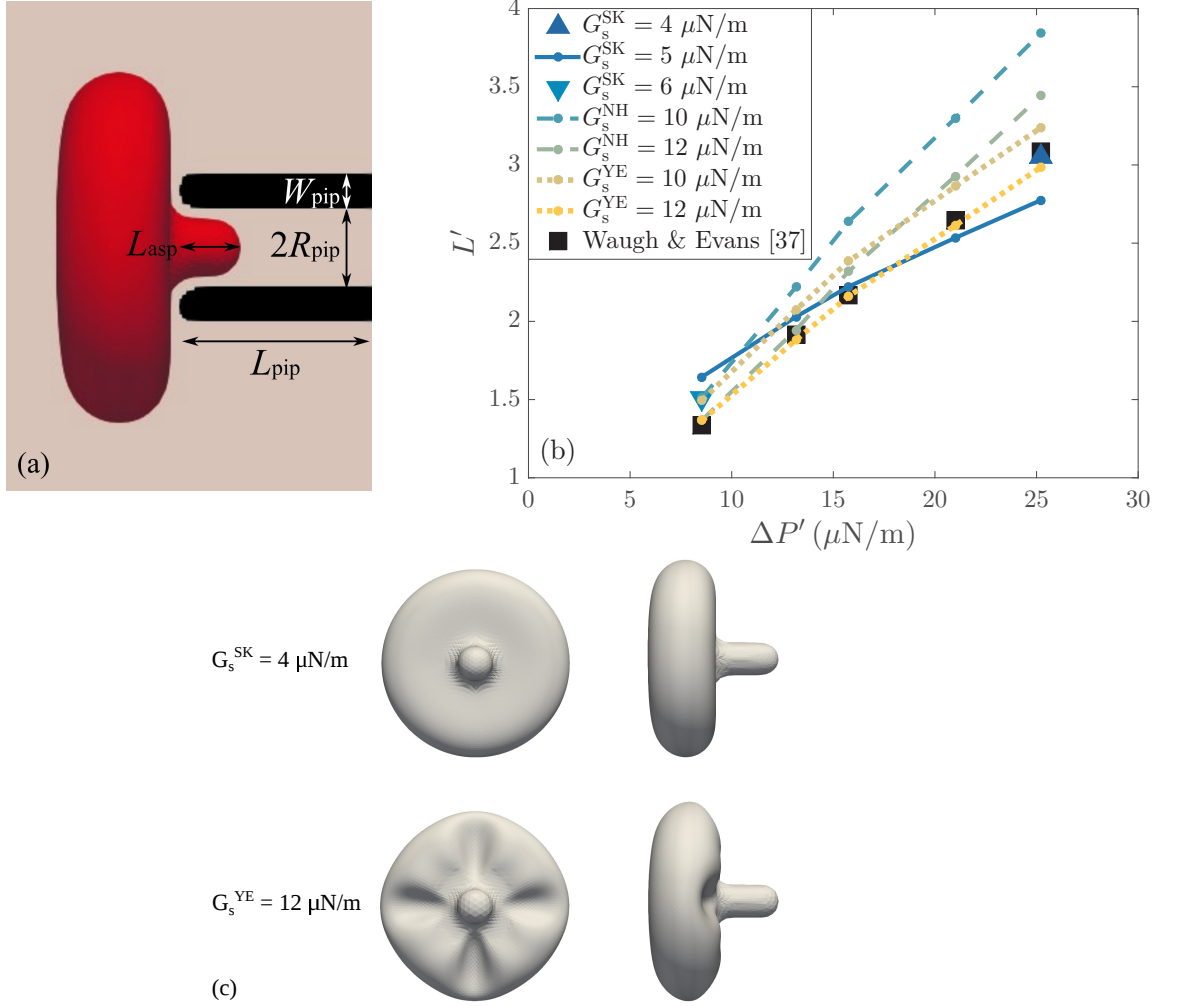 W_pip
L_asp
2R_pip
L_pip
(a)
4
3.5
3
2.5
2
1.5
1
L′
G_s^SK = 4 μN/m
G_s^SK = 5 μN/m
G_s^SK = 6 μN/m
G_s^NH = 10 μN/m
G_s^NH = 12 μN/m
G_s^YE = 10 μN/m
G_s^YE = 12 μN/m
Waugh & Evans [37]
(b)
0 5 10 15 20 25 30
ΔP′ (μN/m)
G_s^SK = 4 μN/m
G_s^YE = 12 μN/m
(c)